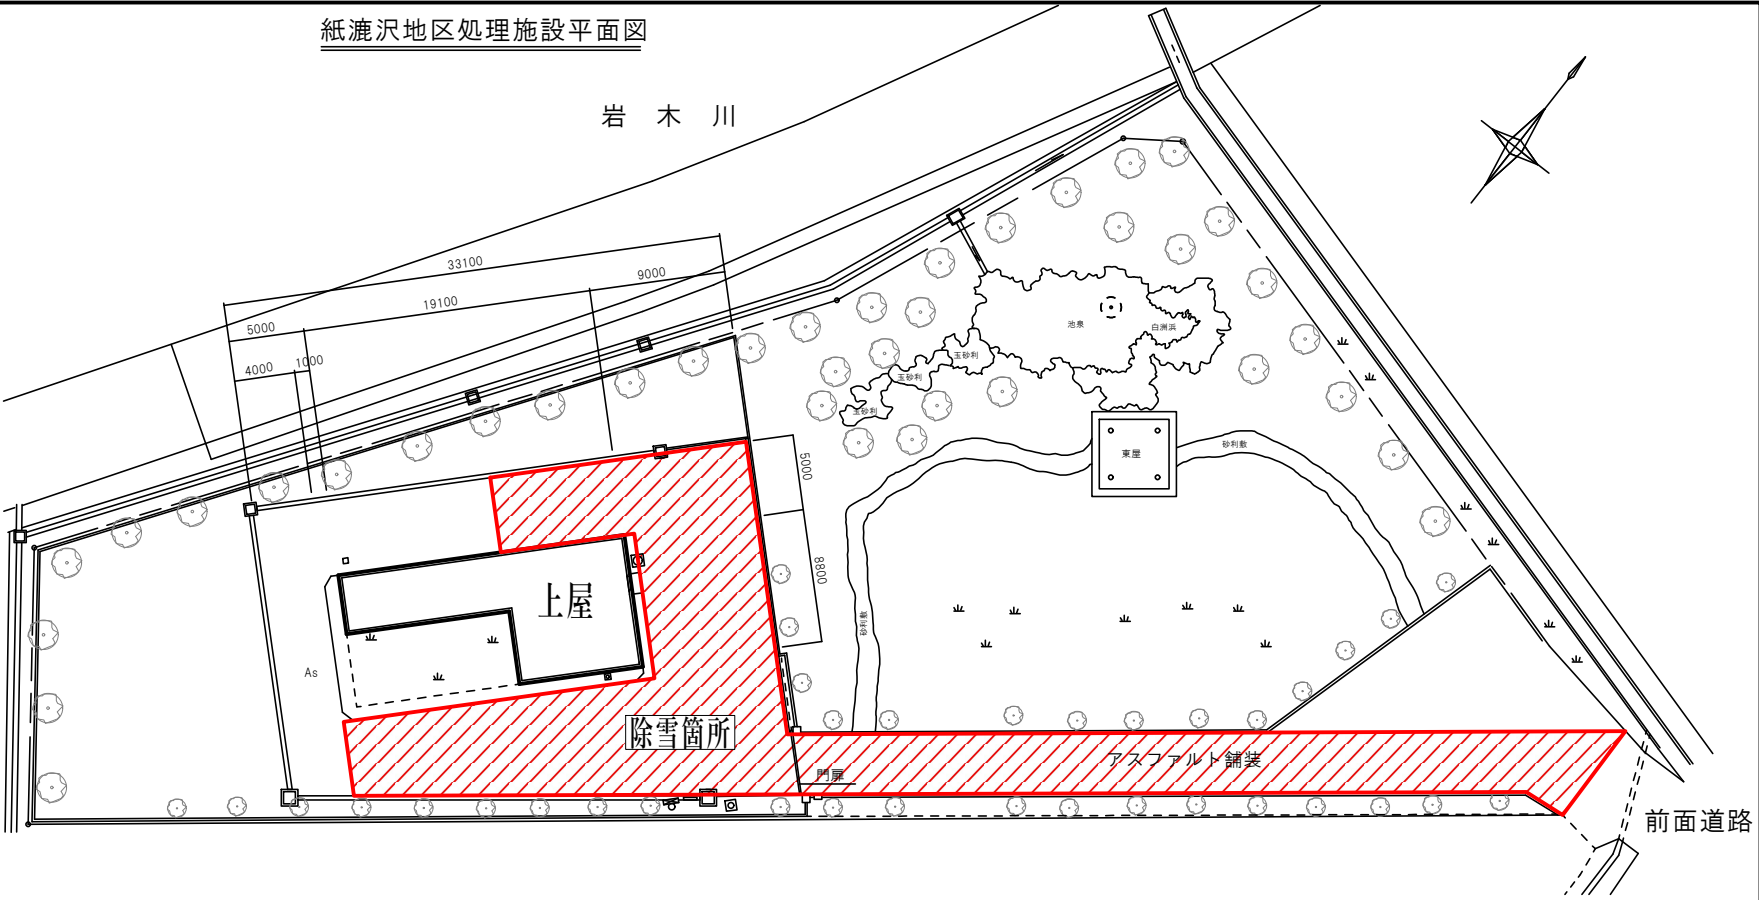 紙漉沢地区処理施設平面図
岩木川
33100
9000
19100
5000
4000
1000
池泉
白洲浜
玉砂利
玉砂利
玉砂利
東屋
砂利敷
5000
8800
砂利敷
上屋
As
除雪箇所
門扉
アスファルト舗装
前面道路